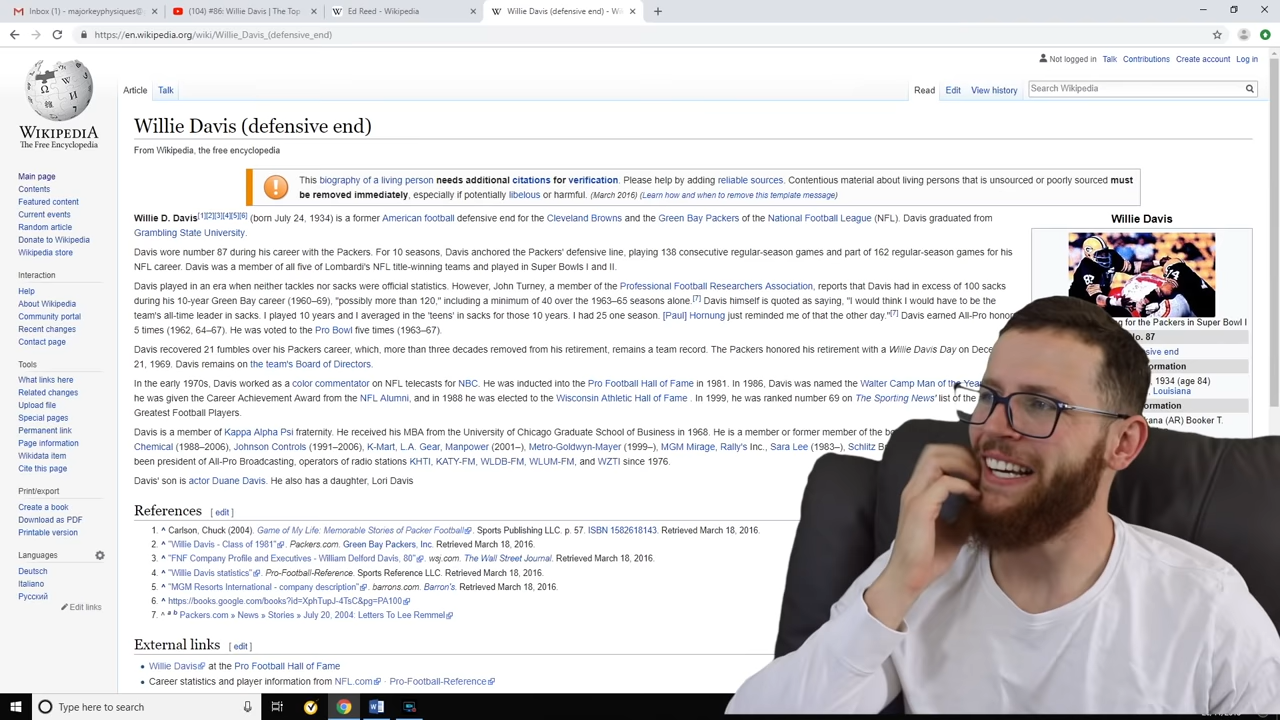 Inbox (1) - majorkeyphysiques@
(104) #86: Willie Davis | The Top
Ed Reed - Wikipedia
Willie Davis (defensive end) - Wi
https://en.wikipedia.org/wiki/Willie_Davis_(defensive_end)
Not logged in Talk Contributions Create account Log in
Article Talk Read Edit View history Search Wikipedia
WIKIPEDIA
The Free Encyclopedia
Main page
Contents
Featured content
Current events
Random article
Donate to Wikipedia
Wikipedia store
Interaction
Help
About Wikipedia
Community portal
Recent changes
Contact page
Tools
What links here
Related changes
Upload file
Special pages
Permanent link
Page information
Wikidata item
Cite this page
Print/export
Create a book
Download as PDF
Printable version
Languages
Deutsch
Italiano
Русский
Edit links
Willie Davis (defensive end)
From Wikipedia, the free encyclopedia
This biography of a living person needs additional citations for verification. Please help by adding reliable sources. Contentious material about living persons that is unsourced or poorly sourced must
be removed immediately, especially if potentially libelous or harmful. (March 2016) (Learn how and when to remove this template message)
Willie D. Davis[1][2][3][4][5][6] (born July 24, 1934) is a former American football defensive end for the Cleveland Browns and the Green Bay Packers of the National Football League (NFL). Davis graduated from
Grambling State University.
Davis wore number 87 during his career with the Packers. For 10 seasons, Davis anchored the Packers' defensive line, playing 138 consecutive regular-season games and part of 162 regular-season games for his
NFL career. Davis was a member of all five of Lombardi's NFL title-winning teams and played in Super Bowls I and II.
Davis played in an era when neither tackles nor sacks were official statistics. However, John Turney, a member of the Professional Football Researchers Association, reports that Davis had in excess of 100 sacks
during his 10-year Green Bay career (1960–69), "possibly more than 120," including a minimum of 40 over the 1963–65 seasons alone.[7] Davis himself is quoted as saying, "I would think I would have to be the
team's all-time leader in sacks. I played 10 years and I averaged in the 'teens' in sacks for those 10 years. I had 25 one season. [Paul] Hornung just reminded me of that the other day."[7] Davis earned All-Pro honor
5 times (1962, 64–67). He was voted to the Pro Bowl five times (1963–67).
Davis recovered 21 fumbles over his Packers career, which, more than three decades removed from his retirement, remains a team record. The Packers honored his retirement with a Willie Davis Day on Dece
21, 1969. Davis remains on the team's Board of Directors.
In the early 1970s, Davis worked as a color commentator on NFL telecasts for NBC. He was inducted into the Pro Football Hall of Fame in 1981. In 1986, Davis was named the Walter Camp Man of the Year
he was given the Career Achievement Award from the NFL Alumni, and in 1988 he was elected to the Wisconsin Athletic Hall of Fame . In 1999, he was ranked number 69 on The Sporting News' list of the
Greatest Football Players.
Davis is a member of Kappa Alpha Psi fraternity. He received his MBA from the University of Chicago Graduate School of Business in 1968. He is a member or former member of the bo
Chemical (1988–2006), Johnson Controls (1991–2006), K-Mart, L.A. Gear, Manpower (2001–), Metro-Goldwyn-Mayer (1999–), MGM Mirage, Rally's Inc., Sara Lee (1983–), Schlitz B
been president of All-Pro Broadcasting, operators of radio stations KHTI, KATY-FM, WLDB-FM, WLUM-FM, and WZTI since 1976.
Davis' son is actor Duane Davis. He also has a daughter, Lori Davis
References [ edit ]
1. ^ Carlson, Chuck (2004). Game of My Life: Memorable Stories of Packer Football. Sports Publishing LLC. p. 57. ISBN 1582618143. Retrieved March 18, 2016.
2. ^ "Willie Davis - Class of 1981". Packers.com. Green Bay Packers, Inc. Retrieved March 18, 2016.
3. ^ "FNF Company Profile and Executives - William Delford Davis, 80". wsj.com. The Wall Street Journal. Retrieved March 18, 2016.
4. ^ "Willie Davis statistics". Pro-Football-Reference. Sports Reference LLC. Retrieved March 18, 2016.
5. ^ "MGM Resorts International - company description". barrons.com. Barron's. Retrieved March 18, 2016.
6. ^ https://books.google.com/books?id=XphTupJ-4TsC&pg=PA100
7. ^ a b Packers.com » News » Stories » July 20, 2004: Letters To Lee Remmel
External links [ edit ]
• Willie Davis at the Pro Football Hall of Fame
• Career statistics and player information from NFL.com · Pro-Football-Reference
Willie Davis
74
g for the Packers in Super Bowl I
No. 87
sive end
ormation
, 1934 (age 84)
, Louisiana
ormation
kana (AR) Booker T.
Type here to search